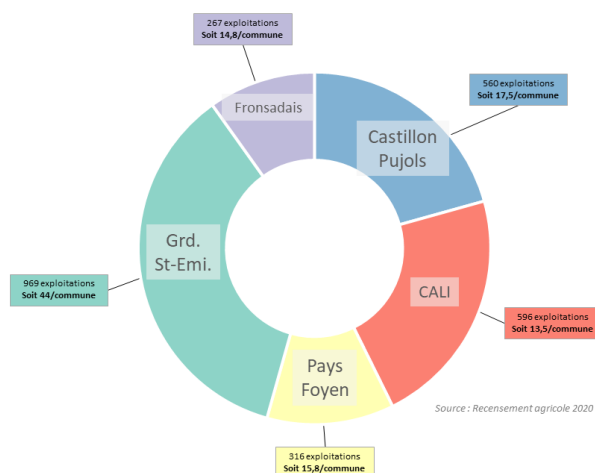 267 exploitations
Soit 14,8/commune
Fronsadais
560 exploitations
Soit 17,5/commune
Castillon
Pujols
Grd.
St-Emi.
969 exploitations
Soit 44/commune
CALI
596 exploitations
Soit 13,5/commune
Pays
Foyen
Source : Recensement agricole 2020
316 exploitations
Soit 15,8/commune